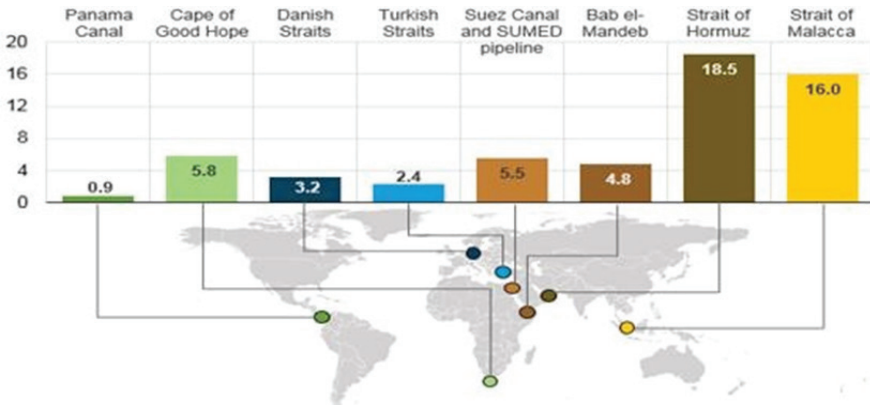 Panama
Canal
Cape of
Good Hope
Danish
Straits
Turkish
Straits
Suez Canal
and SUMED
pipeline
Bab el-
Mandeb
Strait of
Hormuz
Strait of
Malacca
20
16
12
8
4
0
0.9
5.8
3.2
2.4
5.5
4.8
18.5
16.0